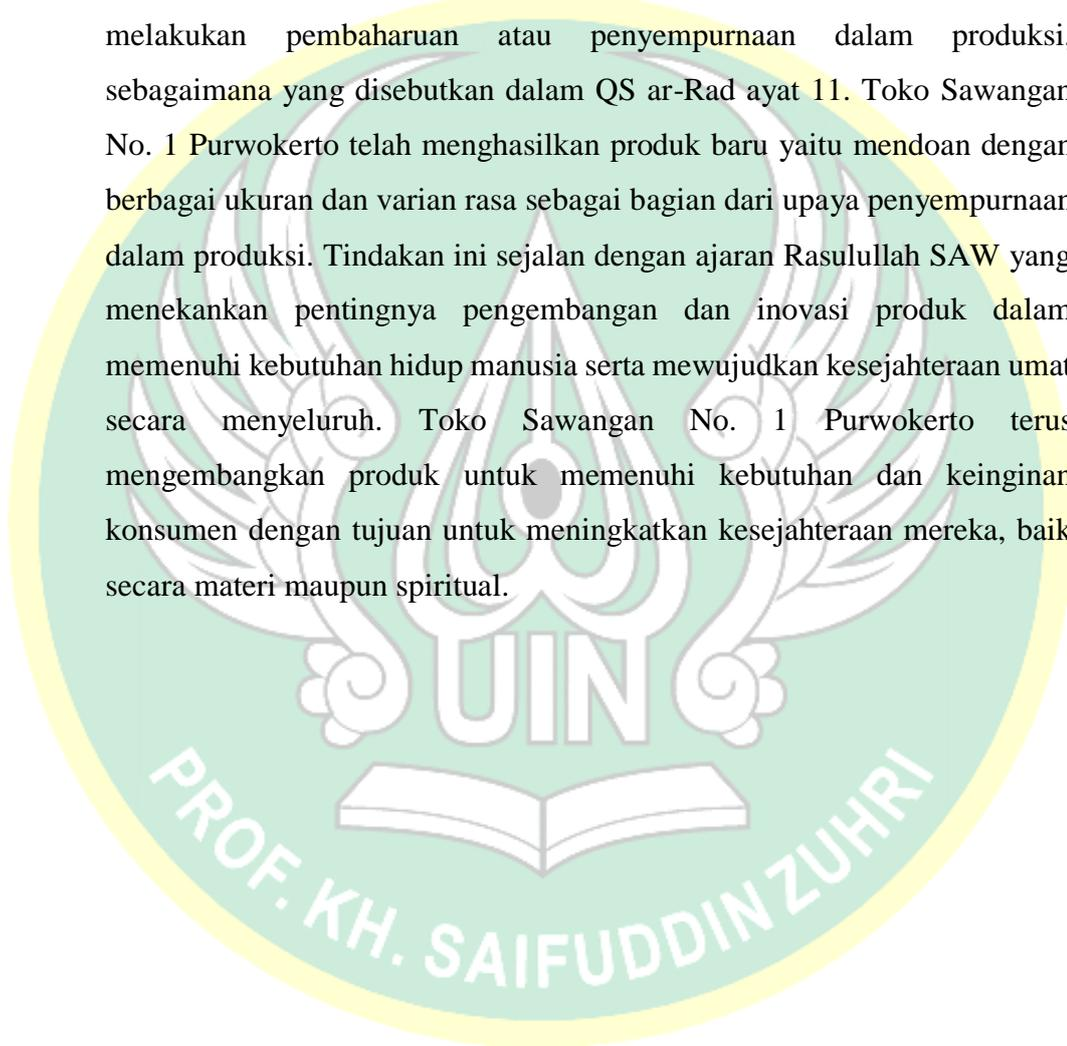 melakukan pembaharuan atau penyempurnaan dalam produksi.
sebagaimana yang disebutkan dalam QS ar-Rad ayat 11. Toko Sawangan
No. 1 Purwokerto telah menghasilkan produk baru yaitu mendoan dengan
berbagai ukuran dan varian rasa sebagai bagian dari upaya penyempurnaan
dalam produksi. Tindakan ini sejalan dengan ajaran Rasulullah SAW yang
menekankan pentingnya pengembangan dan inovasi produk dalam
memenuhi kebutuhan hidup manusia serta mewujudkan kesejahteraan umat
secara menyeluruh. Toko Sawangan No. 1 Purwokerto terus
mengembangkan produk untuk memenuhi kebutuhan dan keinginan
konsumen dengan tujuan untuk meningkatkan kesejahteraan mereka, baik
secara materi maupun spiritual.
UIN
PROF. KH. SAIFUDDIN ZUHRI